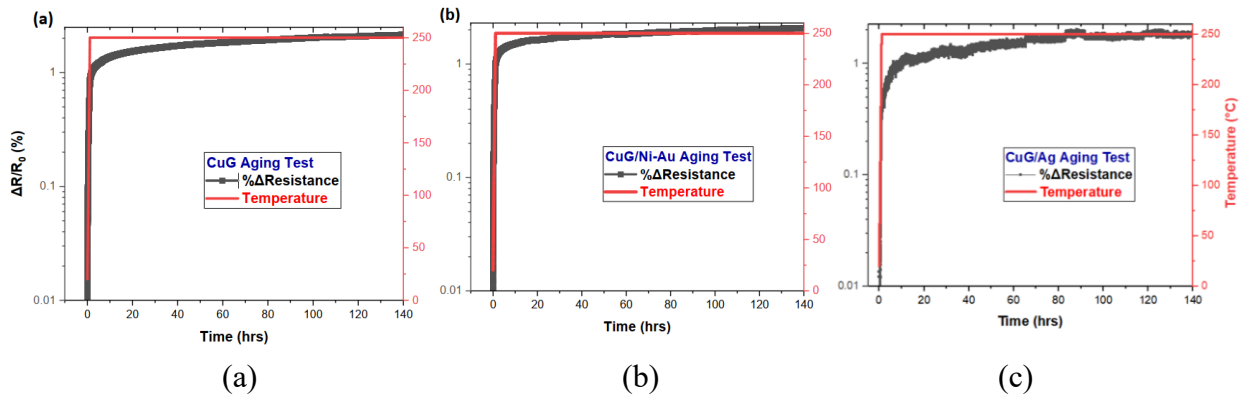 (a)
ΔR/R₀ (%)
1
0.1
0.01
CuG Aging Test
%ΔResistance
Temperature
250
200
150
100
50
0
0 20 40 60 80 100 120 140
Time (hrs)
(b)
1
0.1
0.01
CuG/Ni-Au Aging Test
%ΔResistance
Temperature
250
200
150
100
50
0
0 20 40 60 80 100 120 140
Time (hrs)
(c)
1
0.1
0.01
CuG/Ag Aging Test
%ΔResistance
Temperature
250
200
150
100
50
0
Temperature (°C)
0 20 40 60 80 100 120 140
Time (hrs)
(a) (b) (c)